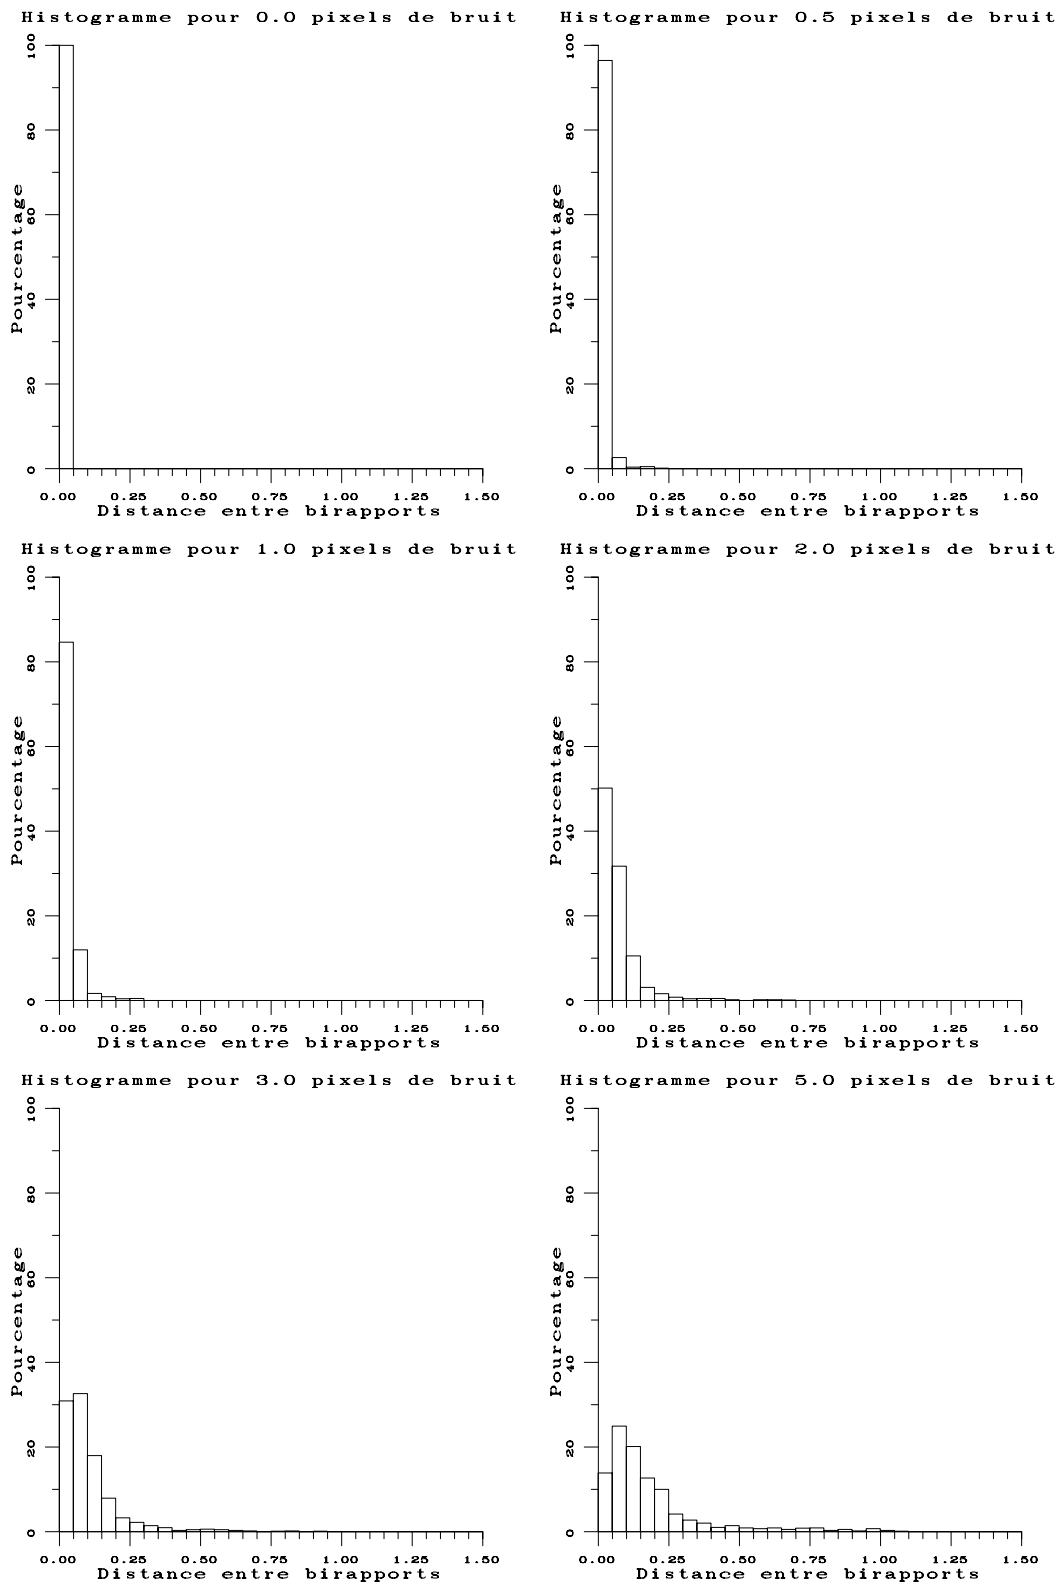 Histogramme pour 0.0 pixels de bruit
Pourcentage
0 20 40 60 80 100
0.00 0.25 0.50 0.75 1.00 1.25 1.50
Distance entre birapports
Histogramme pour 0.5 pixels de bruit
Pourcentage
0 20 40 60 80 100
0.00 0.25 0.50 0.75 1.00 1.25 1.50
Distance entre birapports
Histogramme pour 1.0 pixels de bruit
Pourcentage
0 20 40 60 80 100
0.00 0.25 0.50 0.75 1.00 1.25 1.50
Distance entre birapports
Histogramme pour 2.0 pixels de bruit
Pourcentage
0 20 40 60 80 100
0.00 0.25 0.50 0.75 1.00 1.25 1.50
Distance entre birapports
Histogramme pour 3.0 pixels de bruit
Pourcentage
0 20 40 60 80 100
0.00 0.25 0.50 0.75 1.00 1.25 1.50
Distance entre birapports
Histogramme pour 5.0 pixels de bruit
Pourcentage
0 20 40 60 80 100
0.00 0.25 0.50 0.75 1.00 1.25 1.50
Distance entre birapports